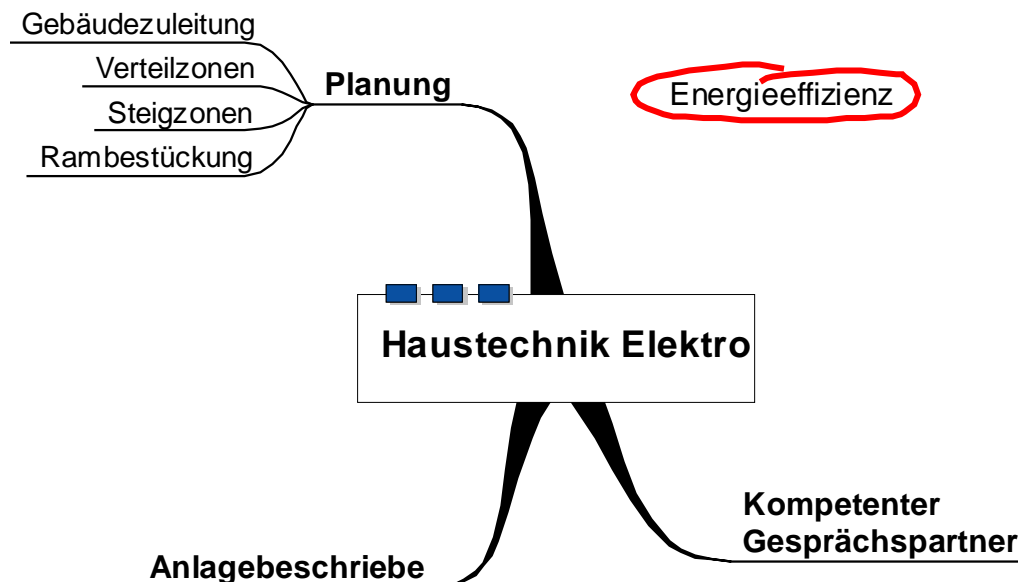 Gebäudezuleitung
Verteilzonen
Steigzonen
Rambestückung
Planung
Energieeffizienz
Haustechnik Elektro
Kompetenter
Gesprächspartner
Anlagebeschriebe